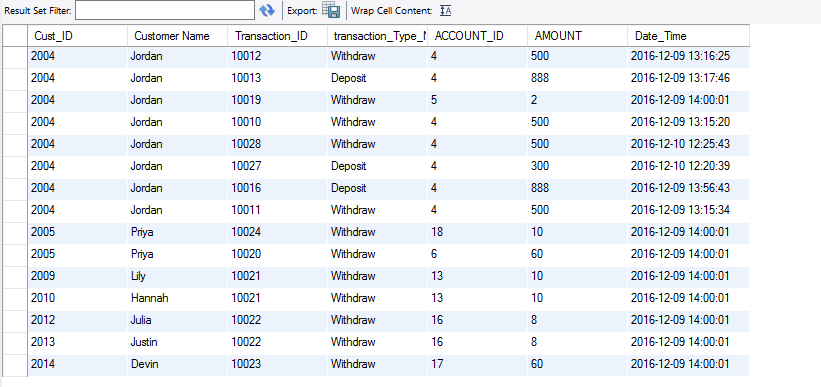 Result Set Filter: Export: Wrap Cell Content:
Cust_ID Customer Name Transaction_ID transaction_Type_N ACCOUNT_ID AMOUNT Date_Time
2004 Jordan 10012 Withdraw 4 500 2016-12-09 13:16:25
2004 Jordan 10013 Deposit 4 888 2016-12-09 13:17:46
2004 Jordan 10019 Withdraw 5 2 2016-12-09 14:00:01
2004 Jordan 10010 Withdraw 4 500 2016-12-09 13:15:20
2004 Jordan 10028 Withdraw 4 500 2016-12-10 12:25:43
2004 Jordan 10027 Deposit 4 300 2016-12-10 12:20:39
2004 Jordan 10016 Deposit 4 888 2016-12-09 13:56:43
2004 Jordan 10011 Withdraw 4 500 2016-12-09 13:15:34
2005 Priya 10024 Withdraw 18 10 2016-12-09 14:00:01
2005 Priya 10020 Withdraw 6 60 2016-12-09 14:00:01
2009 Lily 10021 Withdraw 13 10 2016-12-09 14:00:01
2010 Hannah 10021 Withdraw 13 10 2016-12-09 14:00:01
2012 Julia 10022 Withdraw 16 8 2016-12-09 14:00:01
2013 Justin 10022 Withdraw 16 8 2016-12-09 14:00:01
2014 Devin 10023 Withdraw 17 60 2016-12-09 14:00:01